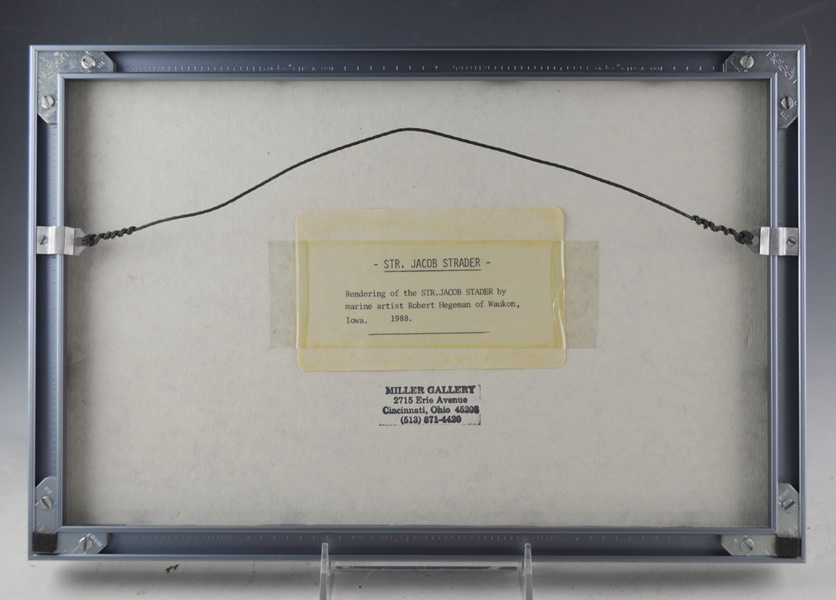 - STR. JACOB STRADER -
Rendering of the STR.JACOB STADER by
marine artist Robert Hegeman of Waukon,
Iowa. 1988.
MILLER GALLERY
2715 Erie Avenue
Cincinnati, Ohio 45208
(513) 871-4420